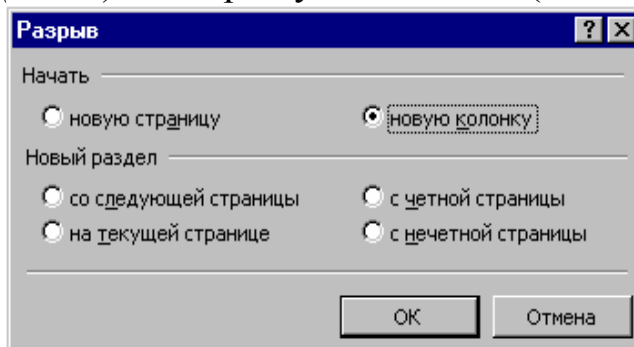 Разрыв
Начать
новую страницу новую колонку
Новый раздел
со следующей страницы с четной страницы
на текущей странице с нечетной страницы
ОК Отмена